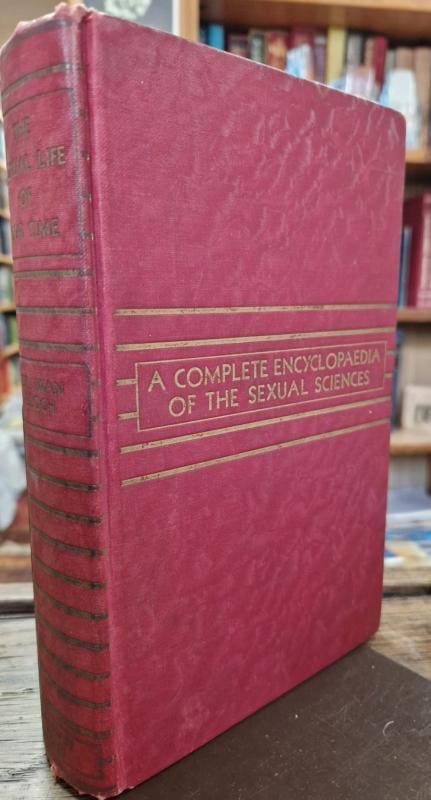 THE
LIFE
OF
TIME
A COMPLETE ENCYCLOPAEDIA
OF THE SEXUAL SCIENCES